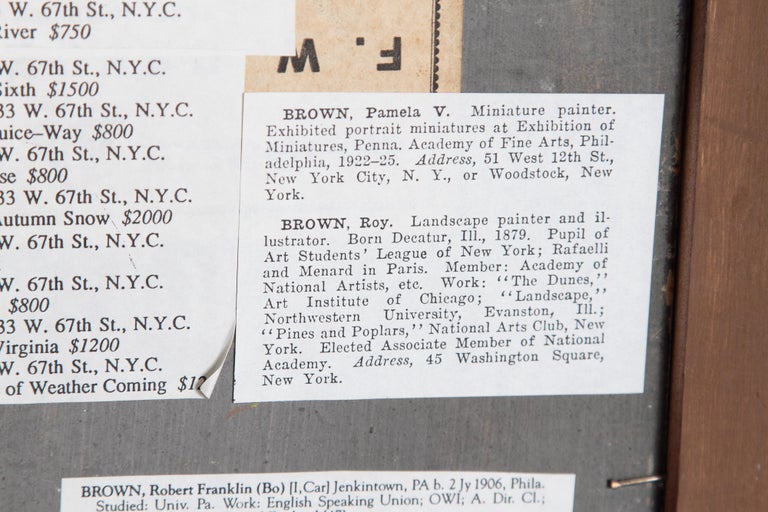 W. 67th St., N.Y.C.
River $750
W. 67th St., N.Y.C.
Sixth $1500
33 W. 67th St., N.Y.C.
uice–Way $800
W. 67th St., N.Y.C.
se $800
33 W. 67th St., N.Y.C.
Autumn Snow $2000
W. 67th St., N.Y.C.
W. 67th St., N.Y.C.
$800
33 W. 67th St., N.Y.C.
Virginia $1200
W. 67th St., N.Y.C.
of Weather Coming $12
F. W
BROWN, Pamela V. Miniature painter.
Exhibited portrait miniatures at Exhibition of
Miniatures, Penna. Academy of Fine Arts, Phil-
adelphia, 1922–25. Address, 51 West 12th St.,
New York City, N. Y., or Woodstock, New
York.
BROWN, Roy. Landscape painter and il-
lustrator. Born Decatur, Ill., 1879. Pupil of
Art Students' League of New York; Rafaelli
and Menard in Paris. Member: Academy of
National Artists, etc. Work: "The Dunes,"
Art Institute of Chicago; "Landscape,"
Northwestern University, Evanston, Ill.;
"Pines and Poplars," National Arts Club, New
York. Elected Associate Member of National
Academy. Address, 45 Washington Square,
New York.
BROWN, Robert Franklin (Bo) [I,Car] Jenkintown, PA b. 2 Jy 1906, Phila.
Studied: Univ. Pa. Work: English Speaking Union; OWI; A. Dir. Cl.;